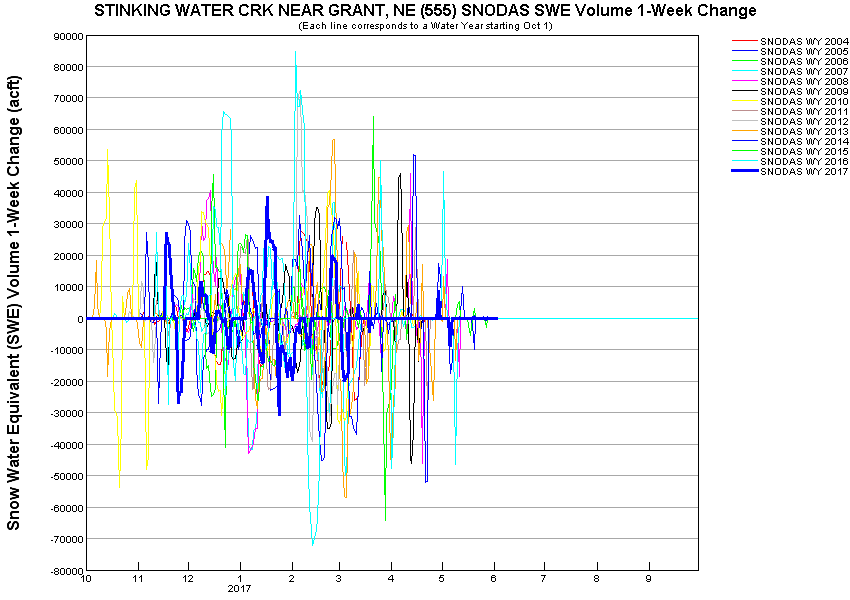 STINKING WATER CRK NEAR GRANT, NE (555) SNODAS SWE Volume 1-Week Change
(Each line corresponds to a Water Year starting Oct 1)
Snow Water Equivalent (SWE) Volume 1-Week Change (acft)
90000
80000
70000
60000
50000
40000
30000
20000
10000
0
-10000
-20000
-30000
-40000
-50000
-60000
-70000
-80000
10 11 12 1 2 3 4 5 6 7 8 9
2017
SNODAS WY 2004
SNODAS WY 2005
SNODAS WY 2006
SNODAS WY 2007
SNODAS WY 2008
SNODAS WY 2009
SNODAS WY 2010
SNODAS WY 2011
SNODAS WY 2012
SNODAS WY 2013
SNODAS WY 2014
SNODAS WY 2015
SNODAS WY 2016
SNODAS WY 2017